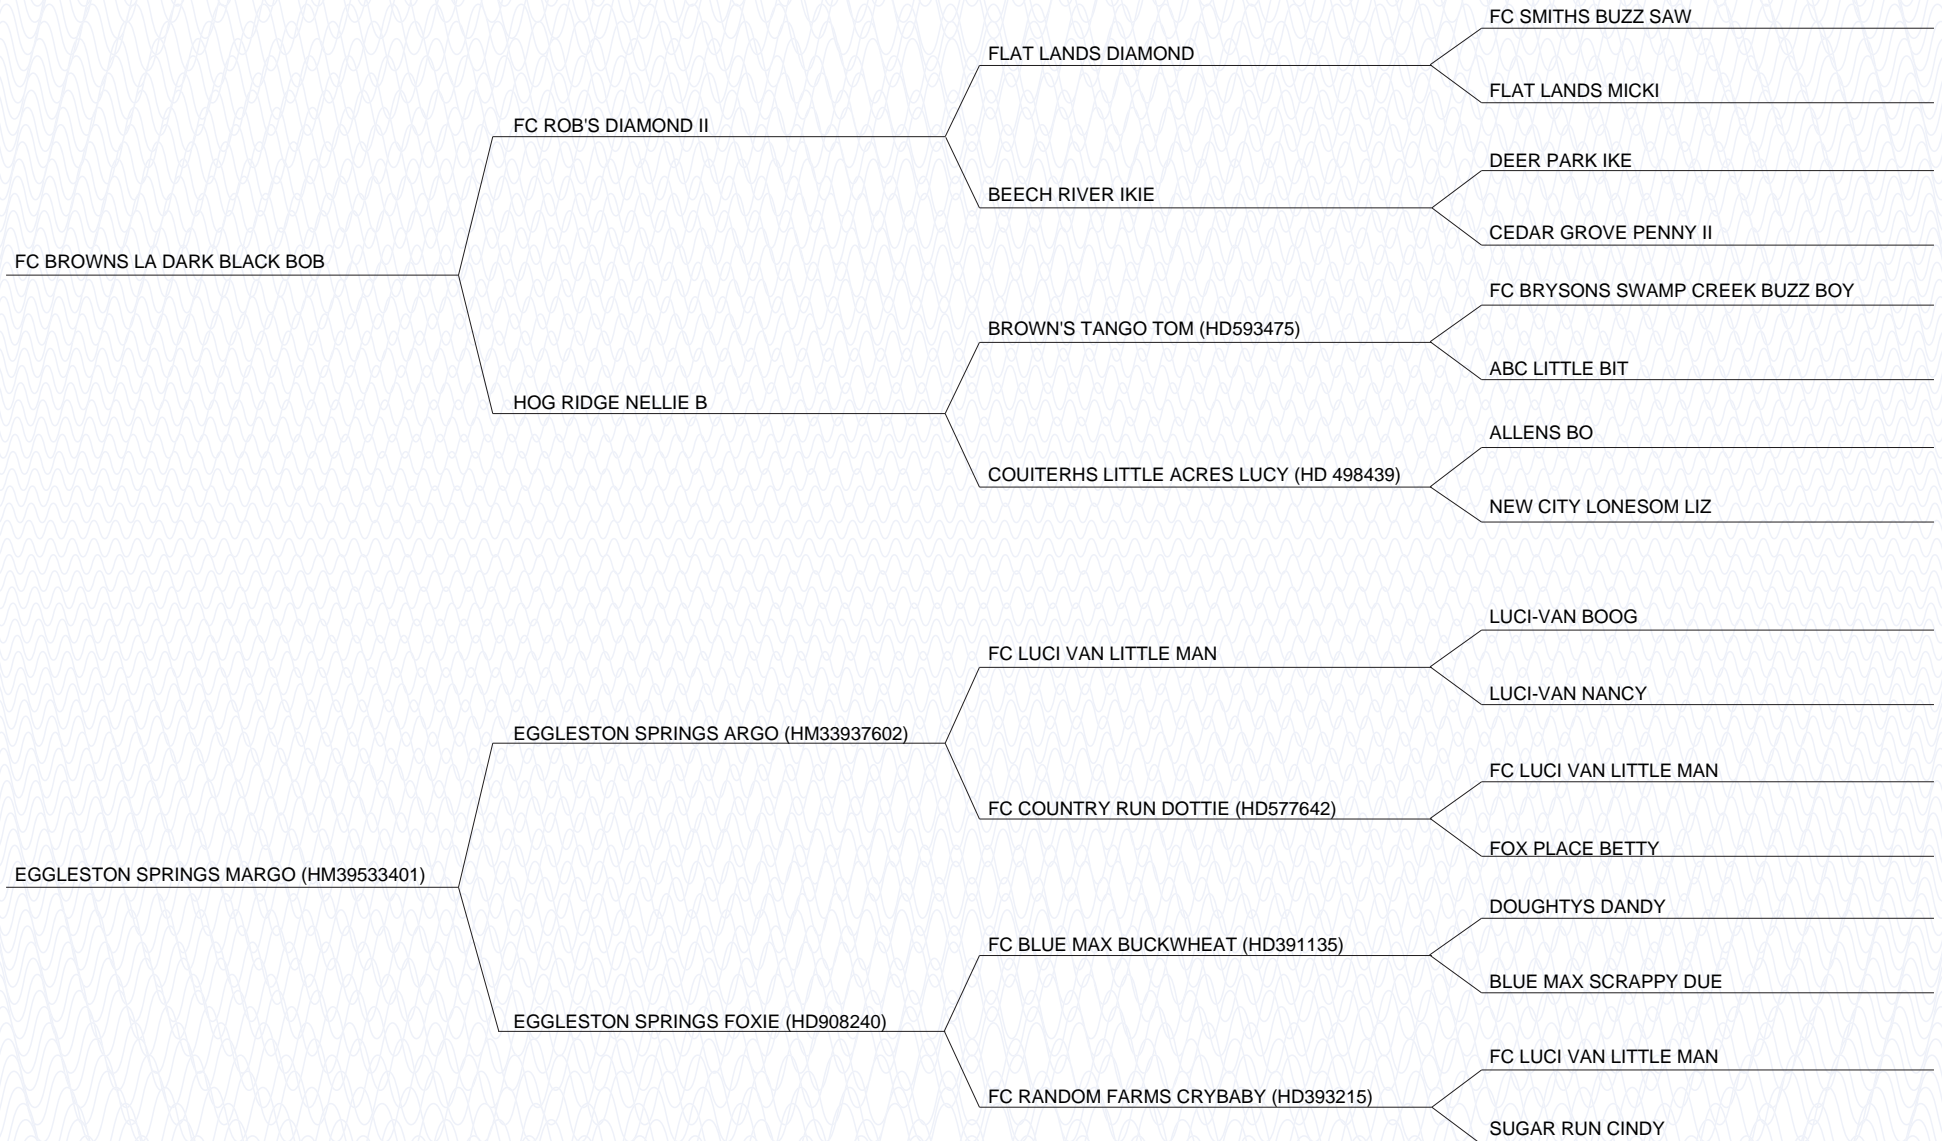 FC SMITHS BUZZ SAW
FLAT LANDS DIAMOND
FLAT LANDS MICKI
FC ROB'S DIAMOND II
DEER PARK IKE
BEECH RIVER IKIE
CEDAR GROVE PENNY II
FC BROWNS LA DARK BLACK BOB
FC BRYSONS SWAMP CREEK BUZZ BOY
BROWN'S TANGO TOM (HD593475)
ABC LITTLE BIT
HOG RIDGE NELLIE B
ALLENS BO
COUITERHS LITTLE ACRES LUCY (HD 498439)
NEW CITY LONESOM LIZ
LUCI-VAN BOOG
FC LUCI VAN LITTLE MAN
LUCI-VAN NANCY
EGGLESTON SPRINGS ARGO (HM33937602)
FC LUCI VAN LITTLE MAN
FC COUNTRY RUN DOTTIE (HD577642)
FOX PLACE BETTY
EGGLESTON SPRINGS MARGO (HM39533401)
DOUGHTYS DANDY
FC BLUE MAX BUCKWHEAT (HD391135)
BLUE MAX SCRAPPY DUE
EGGLESTON SPRINGS FOXIE (HD908240)
FC LUCI VAN LITTLE MAN
FC RANDOM FARMS CRYBABY (HD393215)
SUGAR RUN CINDY